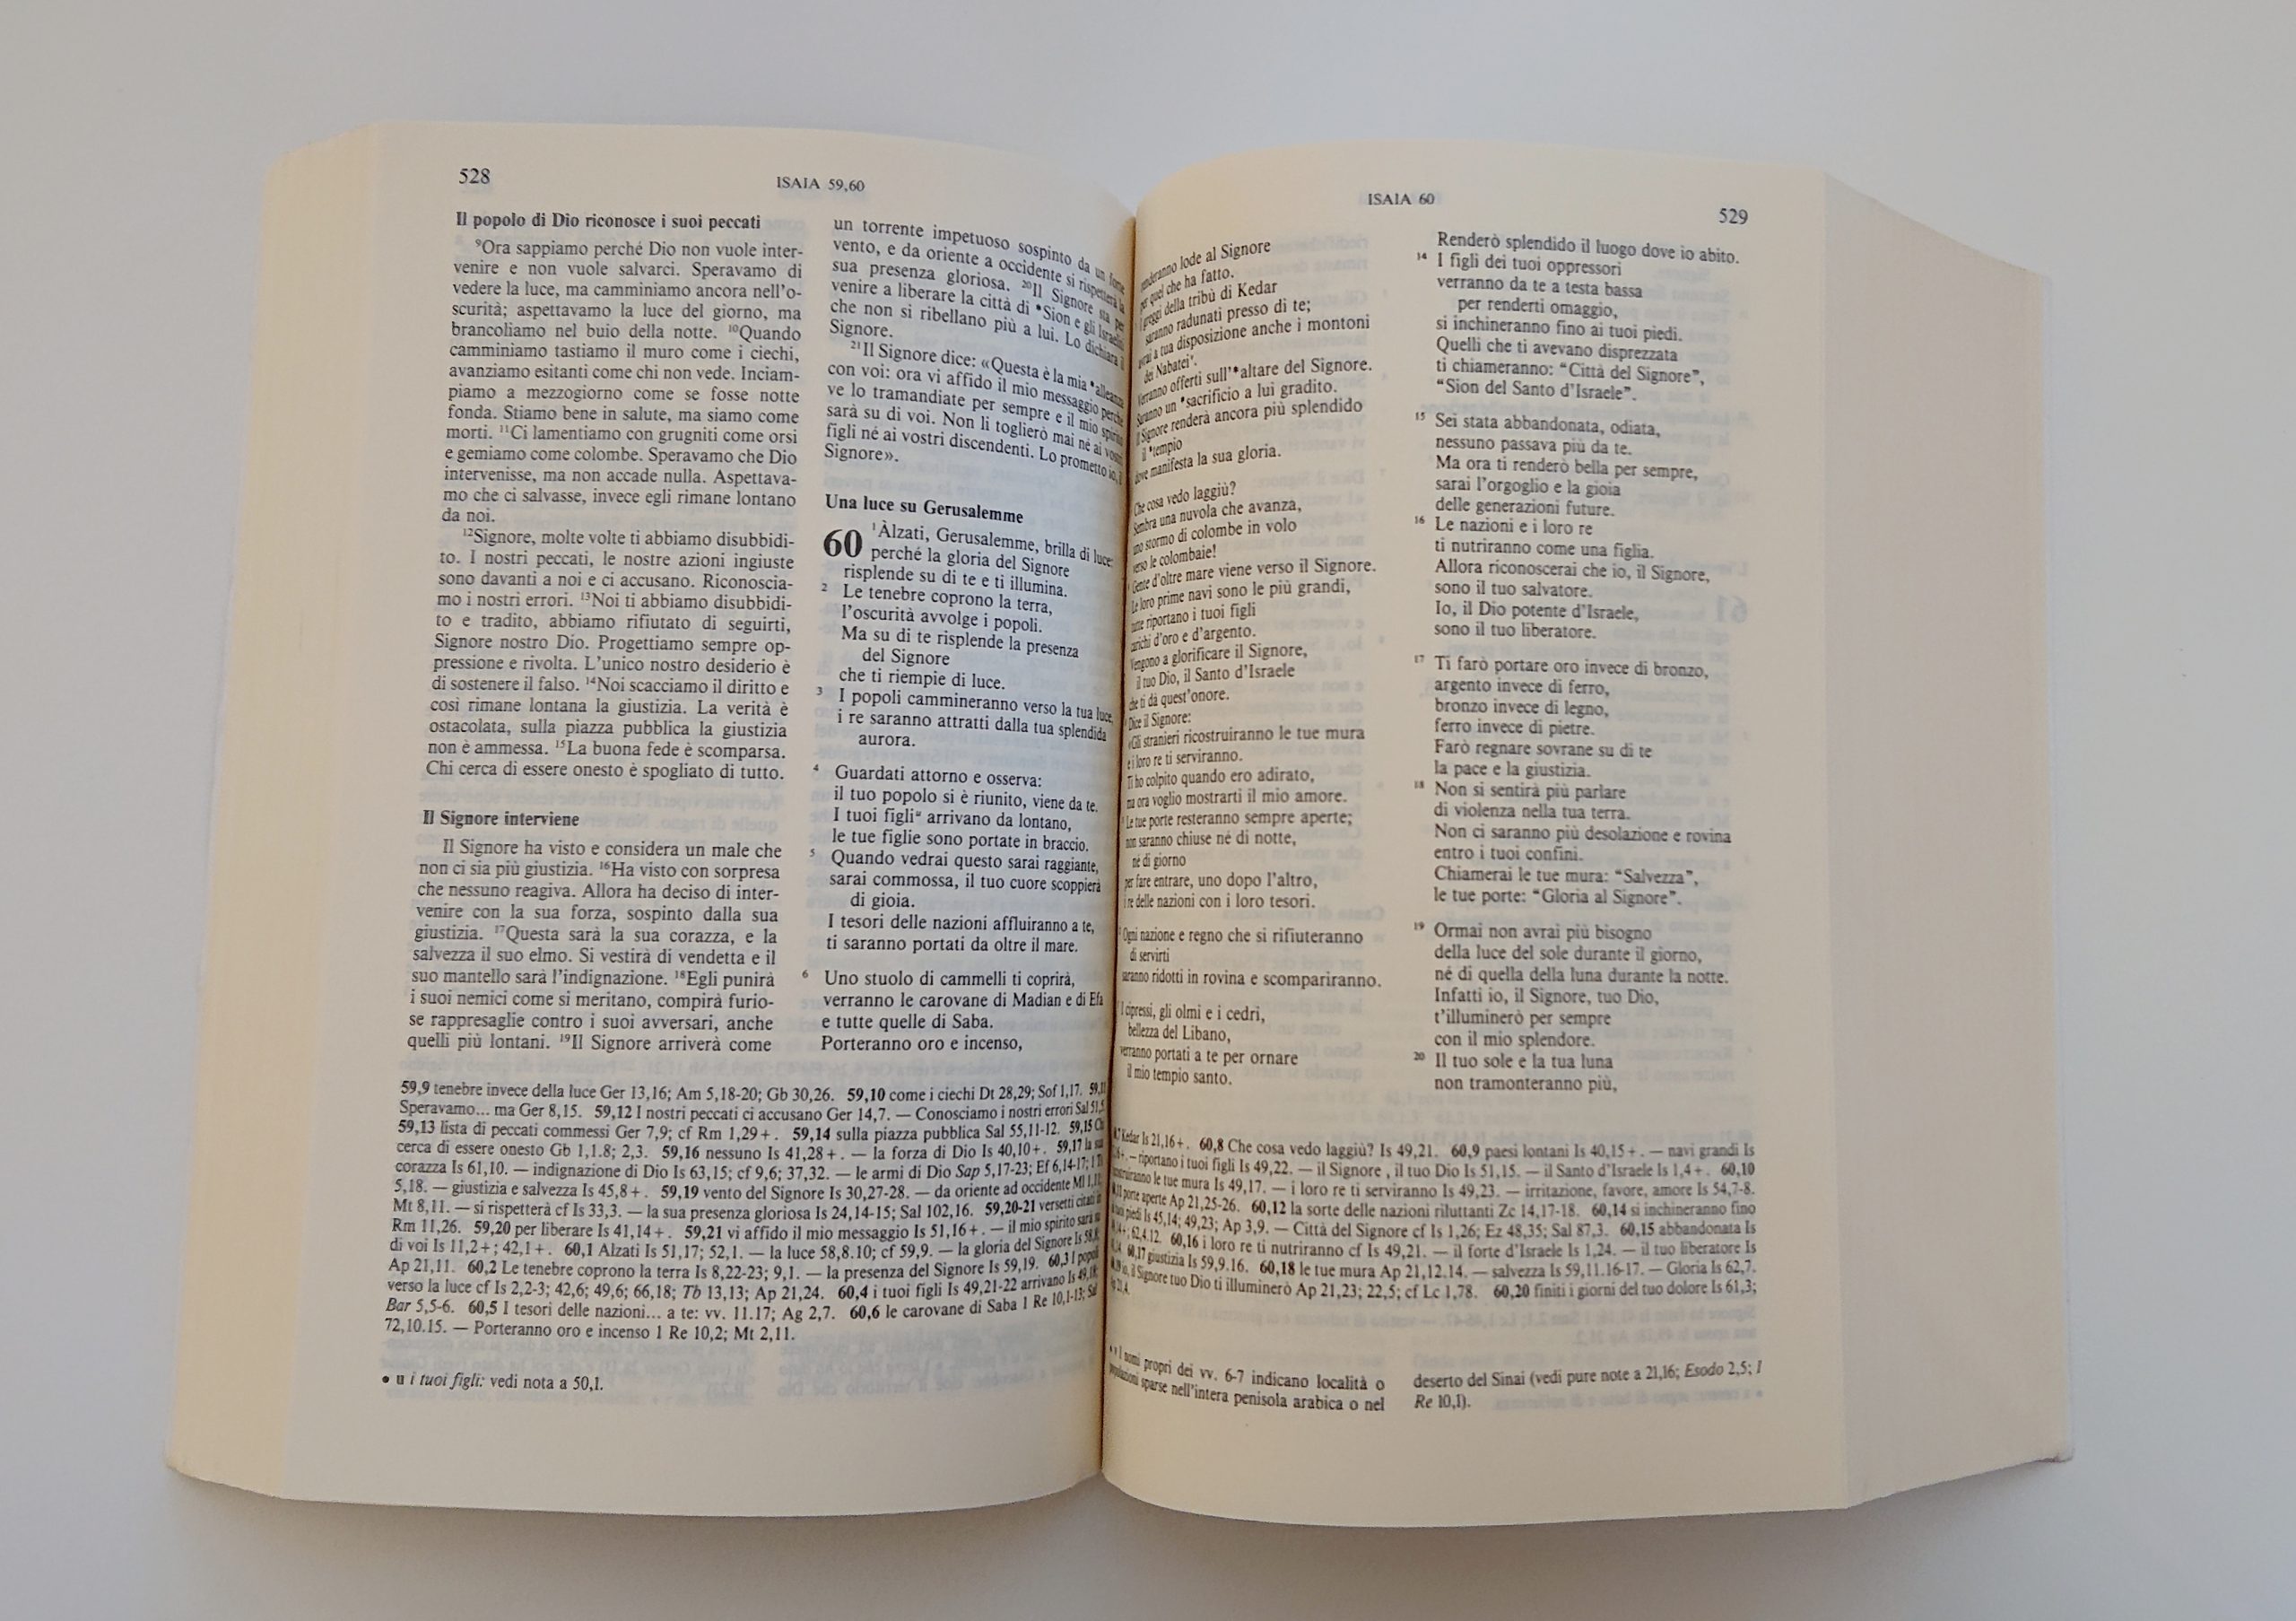 528
ISAIA 59,60
Il popolo di Dio riconosce i suoi peccati
⁹Ora sappiamo perché Dio non vuole inter-
venire e non vuole salvarci. Speravamo di
vedere la luce, ma camminiamo ancora nell'o-
scurità; aspettavamo la luce del giorno, ma
brancoliamo nel buio della notte. ¹⁰Quando
camminiamo tastiamo il muro come i ciechi,
avanziamo esitanti come chi non vede. Inciam-
piamo a mezzogiorno come se fosse notte
fonda. Stiamo bene in salute, ma siamo come
morti. ¹¹Ci lamentiamo con grugniti come orsi
e gemiamo come colombe. Speravamo che Dio
intervenisse, ma non accade nulla. Aspettava-
mo che ci salvasse, invece egli rimane lontano
da noi.
¹²Signore, molte volte ti abbiamo disubbidi-
to. I nostri peccati, le nostre azioni ingiuste
sono davanti a noi e ci accusano. Riconoscia-
mo i nostri errori. ¹³Noi ti abbiamo disubbidi-
to e tradito, abbiamo rifiutato di seguirti,
Signore nostro Dio. Progettiamo sempre op-
pressione e rivolta. L'unico nostro desiderio è
di sostenere il falso. ¹⁴Noi scacciamo il diritto e
così rimane lontana la giustizia. La verità è
ostacolata, sulla piazza pubblica la giustizia
non è ammessa. ¹⁵La buona fede è scomparsa.
Chi cerca di essere onesto è spogliato di tutto.
Il Signore interviene
Il Signore ha visto e considera un male che
non ci sia più giustizia. ¹⁶Ha visto con sorpresa
che nessuno reagiva. Allora ha deciso di inter-
venire con la sua forza, sospinto dalla sua
giustizia. ¹⁷Questa sarà la sua corazza, e la
salvezza il suo elmo. Si vestirà di vendetta e il
suo mantello sarà l'indignazione. ¹⁸Egli punirà
i suoi nemici come si meritano, compirà furio-
se rappresaglie contro i suoi avversari, anche
quelli più lontani. ¹⁹Il Signore arriverà come
un torrente impetuoso sospinto da un forte
vento, e da oriente a occidente si rispetterà la
sua presenza gloriosa. ²⁰Il Signore sta per
venire a liberare la città di *Sion e gli Israeliti
che non si ribellano più a lui. Lo dichiara il
Signore.
²¹Il Signore dice: «Questa è la mia *alleanza
con voi: ora vi affido il mio messaggio perché
ve lo tramandiate per sempre e il mio spirito
sarà su di voi. Non li toglierò mai né ai vostri
figli né ai vostri discendenti. Lo prometto io, il
Signore».
Una luce su Gerusalemme
60 ¹Àlzati, Gerusalemme, brilla di luce:
perché la gloria del Signore
risplende su di te e ti illumina.
² Le tenebre coprono la terra,
l'oscurità avvolge i popoli.
Ma su di te risplende la presenza
del Signore
che ti riempie di luce.
³ I popoli cammineranno verso la tua luce,
i re saranno attratti dalla tua splendida
aurora.
⁴ Guardati attorno e osserva:
il tuo popolo si è riunito, viene da te.
I tuoi figliᵘ arrivano da lontano,
le tue figlie sono portate in braccio.
⁵ Quando vedrai questo sarai raggiante,
sarai commossa, il tuo cuore scoppierà
di gioia.
I tesori delle nazioni affluiranno a te,
ti saranno portati da oltre il mare.
⁶ Uno stuolo di cammelli ti coprirà,
verranno le carovane di Madian e di Efa
e tutte quelle di Saba.
Porteranno oro e incenso,
59,9 tenebre invece della luce Ger 13,16; Am 5,18-20; Gb 30,26. 59,10 come i ciechi Dt 28,29; Sof 1,17. 59,11
Speravamo... ma Ger 8,15. 59,12 I nostri peccati ci accusano Ger 14,7. — Conosciamo i nostri errori Sal 51,5
59,13 lista di peccati commessi Ger 7,9; cf Rm 1,29+. 59,14 sulla piazza pubblica Sal 55,11-12. 59,15 Chi
cerca di essere onesto Gb 1,1.8; 2,3. 59,16 nessuno Is 41,28+. — la forza di Dio Is 40,10+. 59,17 la sua
corazza Is 61,10. — indignazione di Dio Is 63,15; cf 9,6; 37,32. — le armi di Dio Sap 5,17-23; Ef 6,14-17; 1 Ts
5,18. — giustizia e salvezza Is 45,8+. 59,19 vento del Signore Is 30,27-28. — da oriente ad occidente Ml 1,11;
Mt 8,11. — si rispetterà cf Is 33,3. — la sua presenza gloriosa Is 24,14-15; Sal 102,16. 59,20-21 versetti citati in
Rm 11,26. 59,20 per liberare Is 41,14+. 59,21 vi affido il mio messaggio Is 51,16+. — il mio spirito sarà su
di voi Is 11,2+; 42,1+. 60,1 Alzati Is 51,17; 52,1. — la luce 58,8.10; cf 59,9. — la gloria del Signore Is 58,8;
Ap 21,11. 60,2 Le tenebre coprono la terra Is 8,22-23; 9,1. — la presenza del Signore Is 59,19. 60,3 I popoli
verso la luce cf Is 2,2-3; 42,6; 49,6; 66,18; Tb 13,13; Ap 21,24. 60,4 i tuoi figli Is 49,21-22 arrivano Is 49,18;
Bar 5,5-6. 60,5 I tesori delle nazioni... a te: vv. 11.17; Ag 2,7. 60,6 le carovane di Saba 1 Re 10,1-13; Sal
72,10.15. — Porteranno oro e incenso 1 Re 10,2; Mt 2,11.
• u i tuoi figli: vedi nota a 50,1.
ISAIA 60
529
renderanno lode al Signore
per quel che ha fatto.
I greggi della tribù di Kedar
saranno radunati presso di te;
avrai a tua disposizione anche i montoni
dei Nabateiᵛ.
Verranno offerti sull'*altare del Signore.
Saranno un *sacrificio a lui gradito.
Il Signore renderà ancora più splendido
il *tempio
dove manifesta la sua gloria.
Che cosa vedo laggiù?
Sembra una nuvola che avanza,
uno stormo di colombe in volo
verso le colombaie!
Gente d'oltre mare viene verso il Signore.
Le loro prime navi sono le più grandi,
tutte riportano i tuoi figli
carichi d'oro e d'argento.
Vengono a glorificare il Signore,
il tuo Dio, il Santo d'Israele
che ti dà quest'onore.
Dice il Signore:
«Gli stranieri ricostruiranno le tue mura
e i loro re ti serviranno.
Ti ho colpito quando ero adirato,
ma ora voglio mostrarti il mio amore.
Le tue porte resteranno sempre aperte;
non saranno chiuse né di notte,
né di giorno
per fare entrare, uno dopo l'altro,
i re delle nazioni con i loro tesori.
Ogni nazione e regno che si rifiuteranno
di servirti
saranno ridotti in rovina e scompariranno.
I cipressi, gli olmi e i cedri,
bellezza del Libano,
verranno portati a te per ornare
il mio tempio santo.
Renderò splendido il luogo dove io abito.
¹⁴ I figli dei tuoi oppressori
verranno da te a testa bassa
per renderti omaggio,
si inchineranno fino ai tuoi piedi.
Quelli che ti avevano disprezzata
ti chiameranno: “Città del Signore”,
“Sion del Santo d'Israele”.
¹⁵ Sei stata abbandonata, odiata,
nessuno passava più da te.
Ma ora ti renderò bella per sempre,
sarai l'orgoglio e la gioia
delle generazioni future.
¹⁶ Le nazioni e i loro re
ti nutriranno come una figlia.
Allora riconoscerai che io, il Signore,
sono il tuo salvatore.
Io, il Dio potente d'Israele,
sono il tuo liberatore.
¹⁷ Ti farò portare oro invece di bronzo,
argento invece di ferro,
bronzo invece di legno,
ferro invece di pietre.
Farò regnare sovrane su di te
la pace e la giustizia.
¹⁸ Non si sentirà più parlare
di violenza nella tua terra.
Non ci saranno più desolazione e rovina
entro i tuoi confini.
Chiamerai le tue mura: “Salvezza”,
le tue porte: “Gloria al Signore”.
¹⁹ Ormai non avrai più bisogno
della luce del sole durante il giorno,
né di quella della luna durante la notte.
Infatti io, il Signore, tuo Dio,
t'illuminerò per sempre
con il mio splendore.
²⁰ Il tuo sole e la tua luna
non tramonteranno più,
Kedar Is 21,16+. 60,8 Che cosa vedo laggiù? Is 49,21. 60,9 paesi lontani Is 40,15+. — navi grandi Is
— riportano i tuoi figli Is 49,22. — il Signore , il tuo Dio Is 51,15. — il Santo d'Israele Is 1,4+. 60,10
ricostruiranno le tue mura Is 49,17. — i loro re ti serviranno Is 49,23. — irritazione, favore, amore Is 54,7-8.
porte aperte Ap 21,25-26. 60,12 la sorte delle nazioni riluttanti Zc 14,17-18. 60,14 si inchineranno fino
ai tuoi piedi Is 45,14; 49,23; Ap 3,9. — Città del Signore cf Is 1,26; Ez 48,35; Sal 87,3. 60,15 abbandonata Is
62,4.12. 60,16 i loro re ti nutriranno cf Is 49,21. — il forte d'Israele Is 1,24. — il tuo liberatore Is
60,17 giustizia Is 59,9.16. 60,18 le tue mura Ap 21,12.14. — salvezza Is 59,11.16-17. — Gloria Is 62,7.
io, il Signore tuo Dio ti illuminerò Ap 21,23; 22,5; cf Lc 1,78. 60,20 finiti i giorni del tuo dolore Is 61,3;
• v I nomi propri dei vv. 6-7 indicano località o
popolazioni sparse nell'intera penisola arabica o nel
deserto del Sinai (vedi pure note a 21,16; Esodo 2,5; 1
Re 10,1).